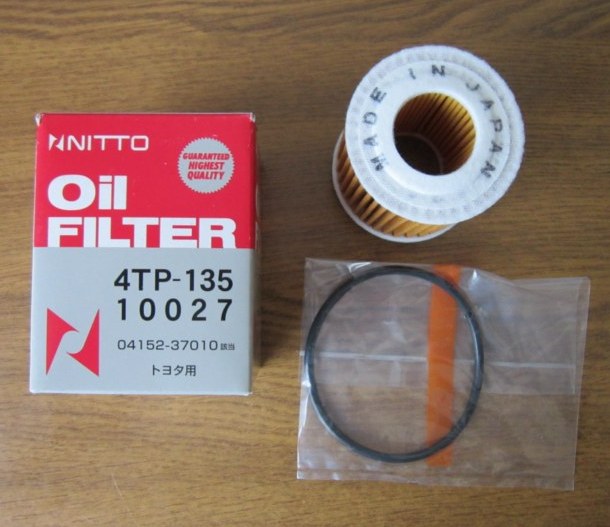 NITTO
GUARANTEED
HIGHEST
QUALITY
Oil
FILTER
4TP-135
10027
04152-37010 該当
トヨタ用
MADE IN JAPAN